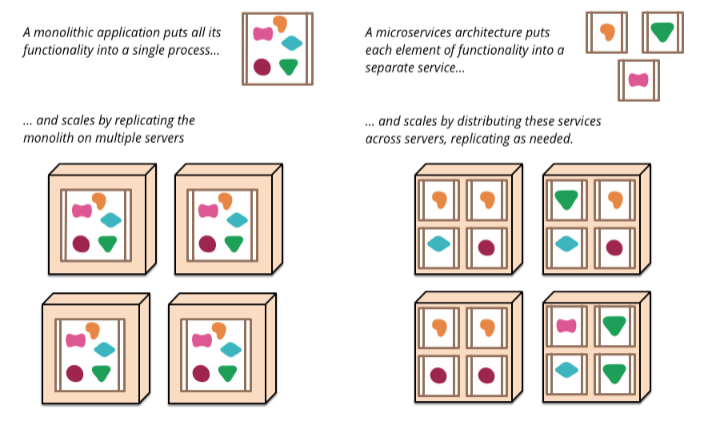 A monolithic application puts all its
functionality into a single process...
... and scales by replicating the
monolith on multiple servers
A microservices architecture puts
each element of functionality into a
separate service...
... and scales by distributing these services
across servers, replicating as needed.